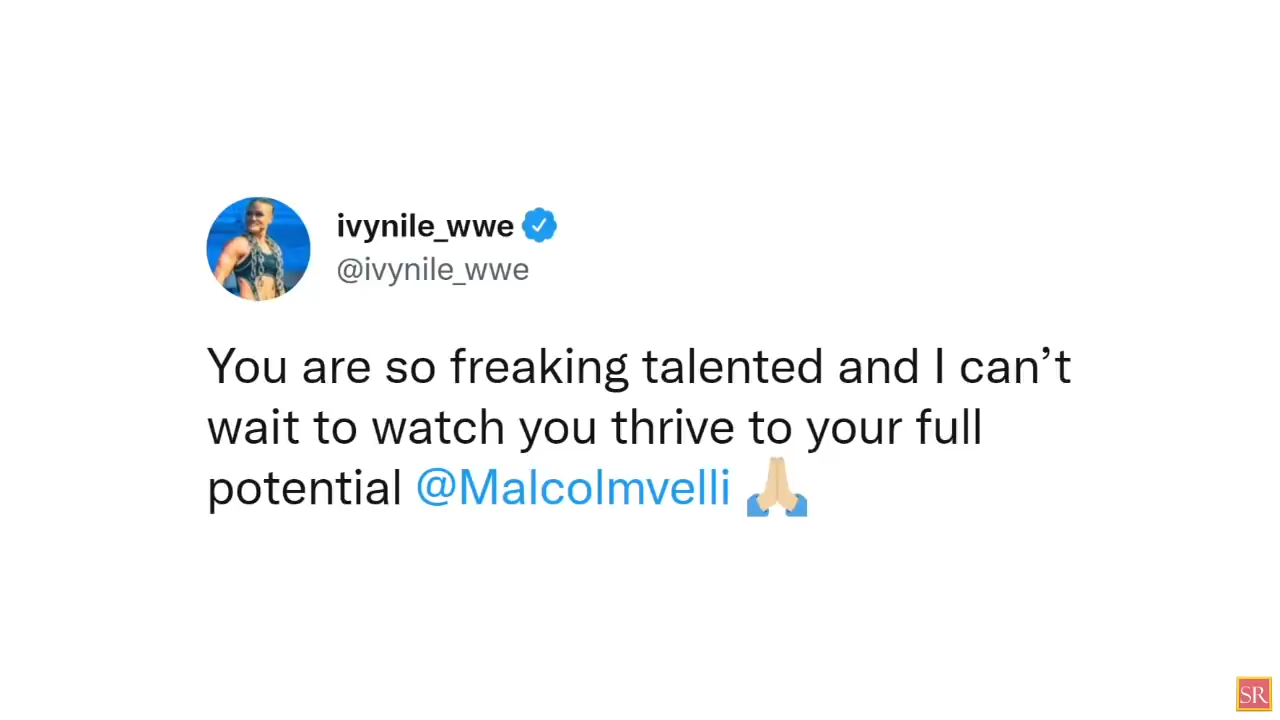 ivynile_wwe
@ivynile_wwe
You are so freaking talented and I can’t
wait to watch you thrive to your full
potential @Malcolmvelli 🙏🏼
SR